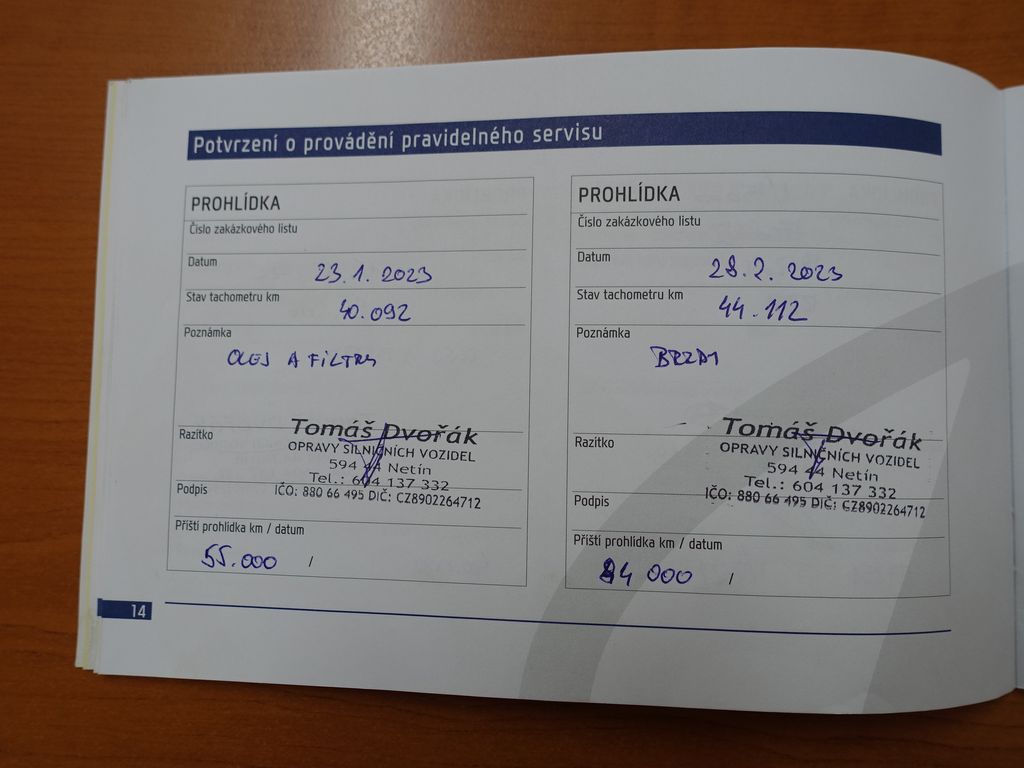 Potvrzení o provádění pravidelného servisu
PROHLÍDKA
Číslo zakázkového listu
Datum 23.1. 2023
Stav tachometru km 40.092
Poznámka
OLEJ A FILTRY
Razítko
Tomáš Dvořák
OPRAVY SILNIČNÍCH VOZIDEL
594 44 Netín
Tel.: 604 137 332
Podpis
IČO: 880 66 495 DIČ: CZ8902264712
Příští prohlídka km / datum
55.000 /
PROHLÍDKA
Číslo zakázkového listu
Datum 28.2. 2023
Stav tachometru km 44.112
Poznámka
BRZDY
Razítko
Tomáš Dvořák
OPRAVY SILNIČNÍCH VOZIDEL
594 44 Netín
Tel.: 604 137 332
Podpis
IČO: 880 66 495 DIČ: CZ8902264712
Příští prohlídka km / datum
000 /
14